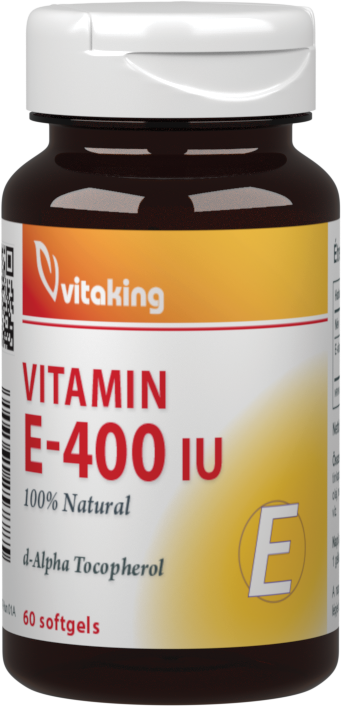 vitaking
VITAMIN
E-400 IU
100% Natural
d-Alpha Tocopherol
E
60 softgels